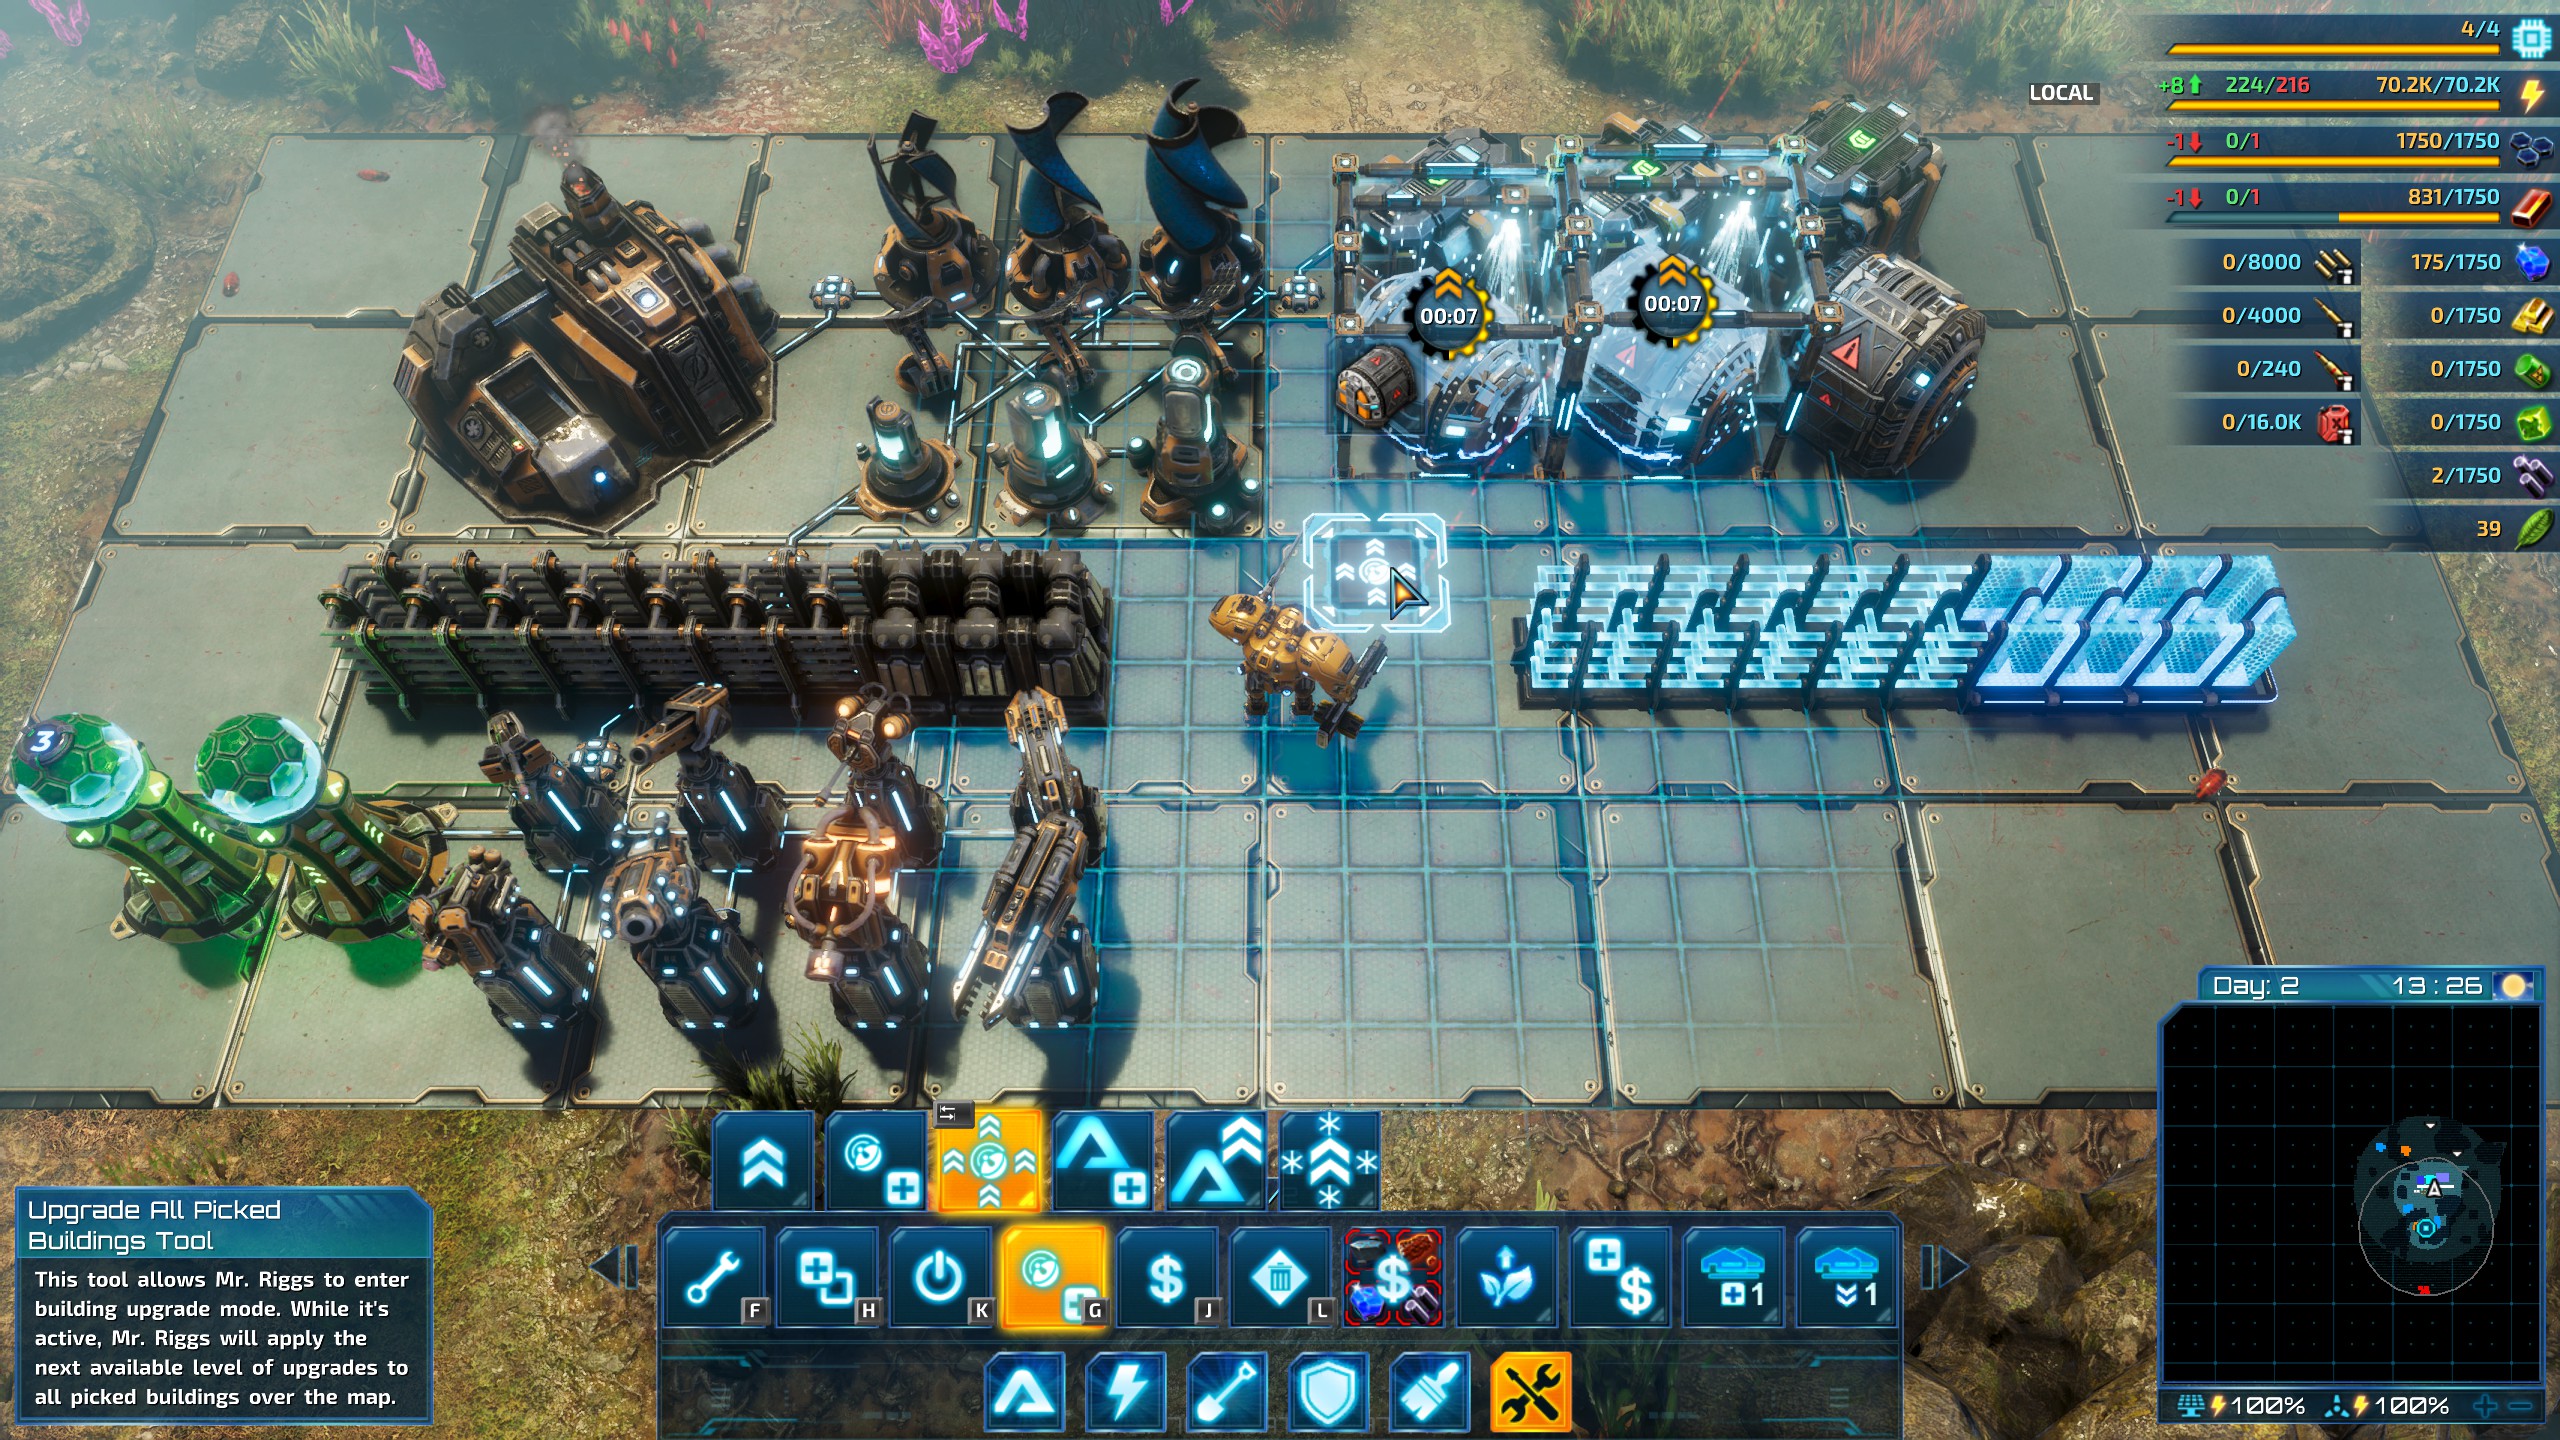 4/4
LOCAL
+8 224/216 70.2K/70.2K
-1 0/1 1750/1750
-1 0/1 831/1750
0/8000 175/1750
0/4000 0/1750
0/240 0/1750
0/16.0K 0/1750
2/1750
39
00:07
00:07
3
Day: 2 13:26
Upgrade All Picked
Buildings Tool
This tool allows Mr. Riggs to enter
building upgrade mode. While it's
active, Mr. Riggs will apply the
next available level of upgrades to
all picked buildings over the map.
F H K G J L 1 1
100% 100%